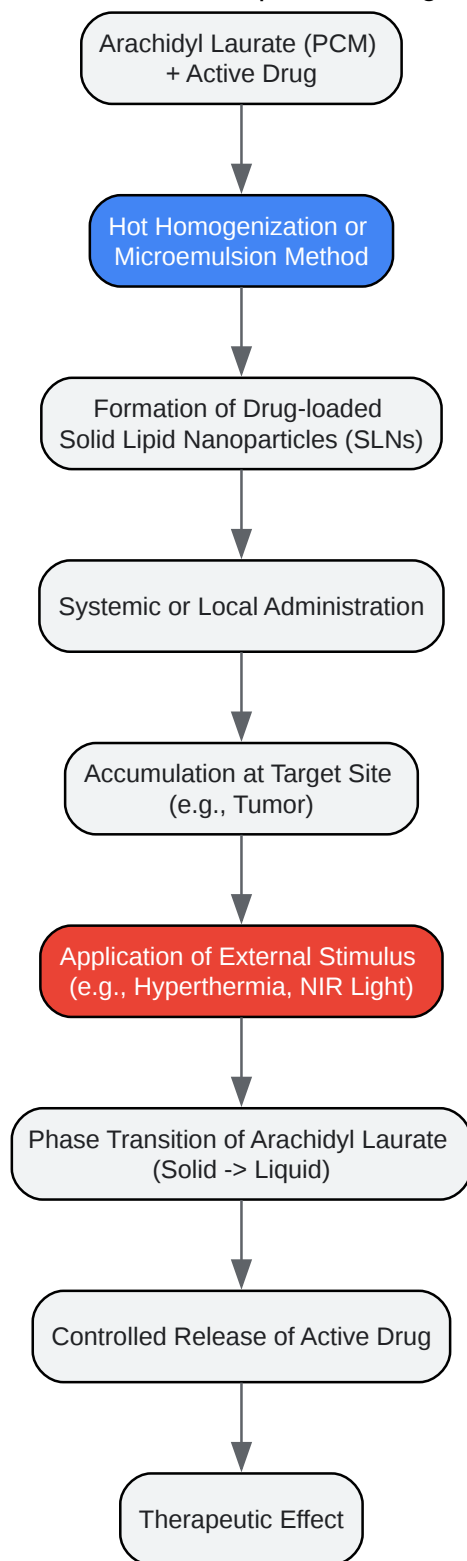 Arachidyl Laurate (PCM)
+ Active Drug
Hot Homogenization or
Microemulsion Method
Formation of Drug-loaded
Solid Lipid Nanoparticles (SLNs)
Systemic or Local Administration
Accumulation at Target Site
(e.g., Tumor)
Application of External Stimulus
(e.g., Hyperthermia, NIR Light)
Phase Transition of Arachidyl Laurate
(Solid -> Liquid)
Controlled Release of Active Drug
Therapeutic Effect